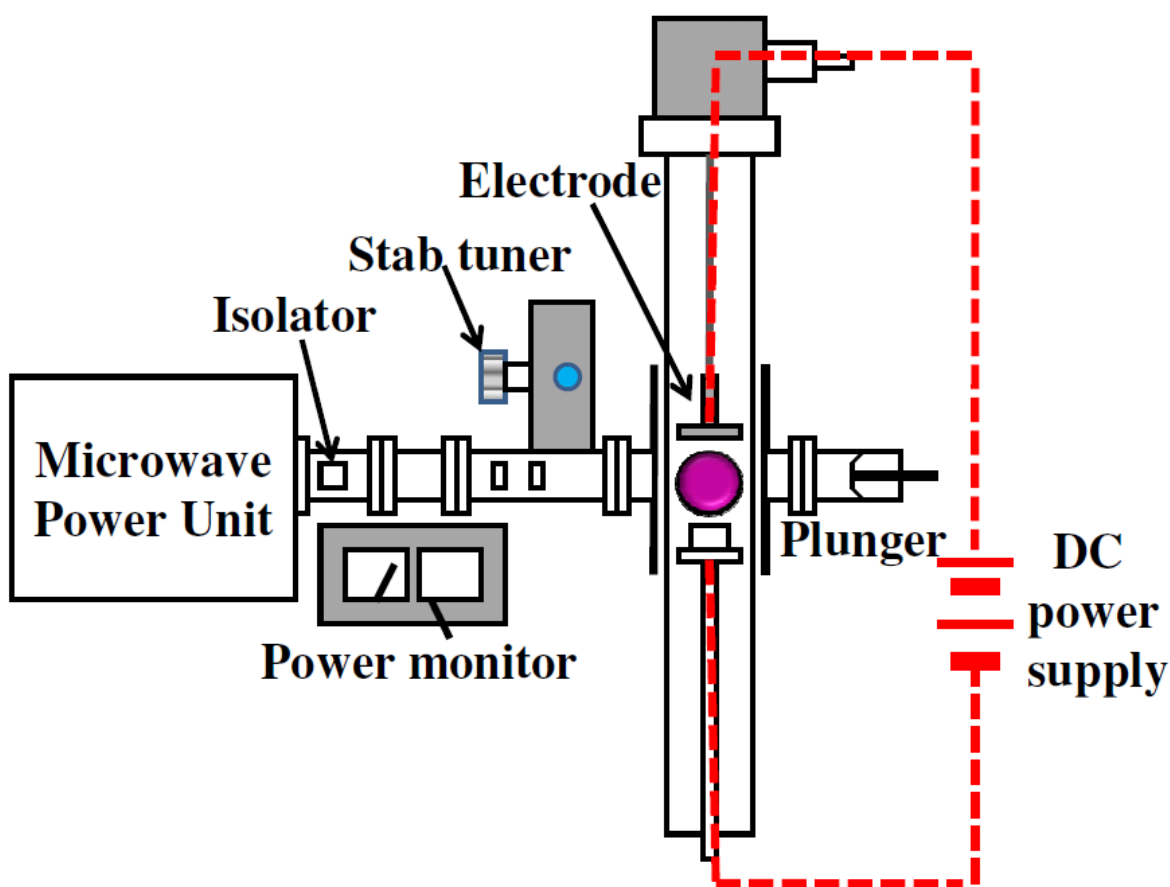 Electrode
Stab tuner
Isolator
Microwave
Power Unit
Plunger
DC
power
supply
Power monitor